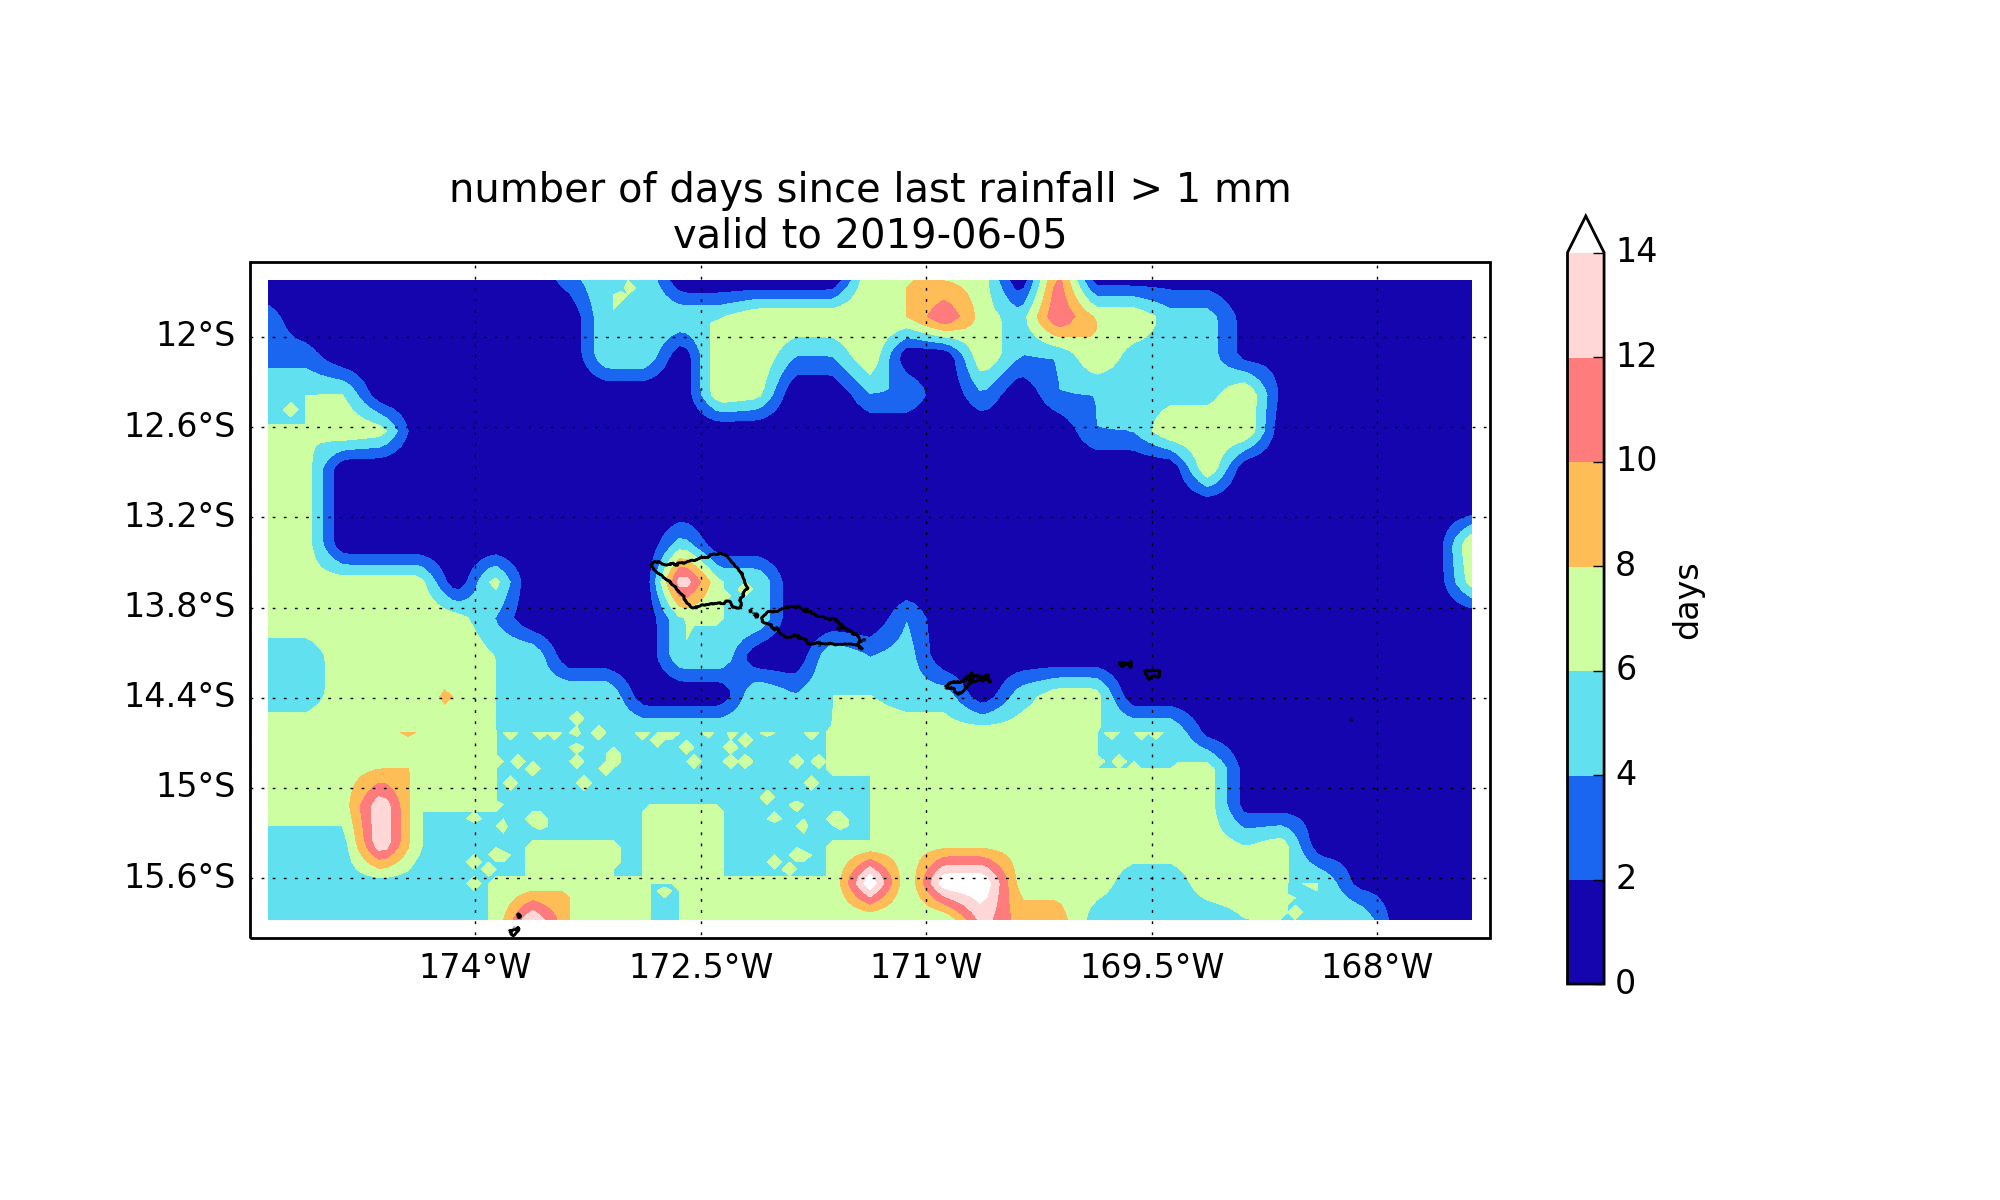 number of days since last rainfall > 1 mm
valid to 2019-06-05
12°S
12.6°S
13.2°S
13.8°S
14.4°S
15°S
15.6°S
174°W
172.5°W
171°W
169.5°W
168°W
14
12
10
8
6
4
2
0
days